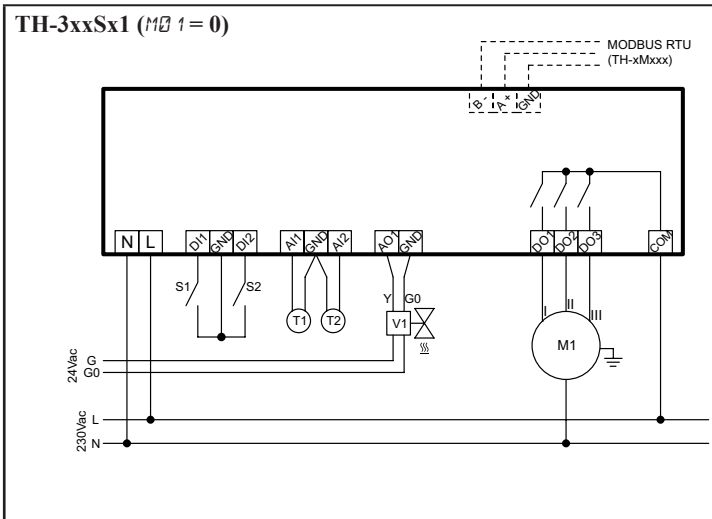 TH-3xxSx1 (M01 = 0)
MODBUS RTU
(TH-xMxxx)
B - A + GND
N L DI1 GND DI2 AI1 GND AI2 AO1 GND DO1 DO2 DO3 COM
S1 S2 T1 T2 Y G0 V1 I II III M1
24Vac G
G0
230Vac L
N